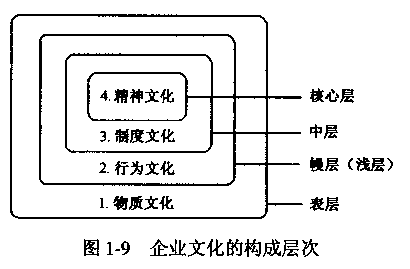 4. 精神文化
核心层
3. 制度文化
中层
2. 行为文化
幔层（浅层）
1. 物质文化
表层
图 1-9 企业文化的构成层次